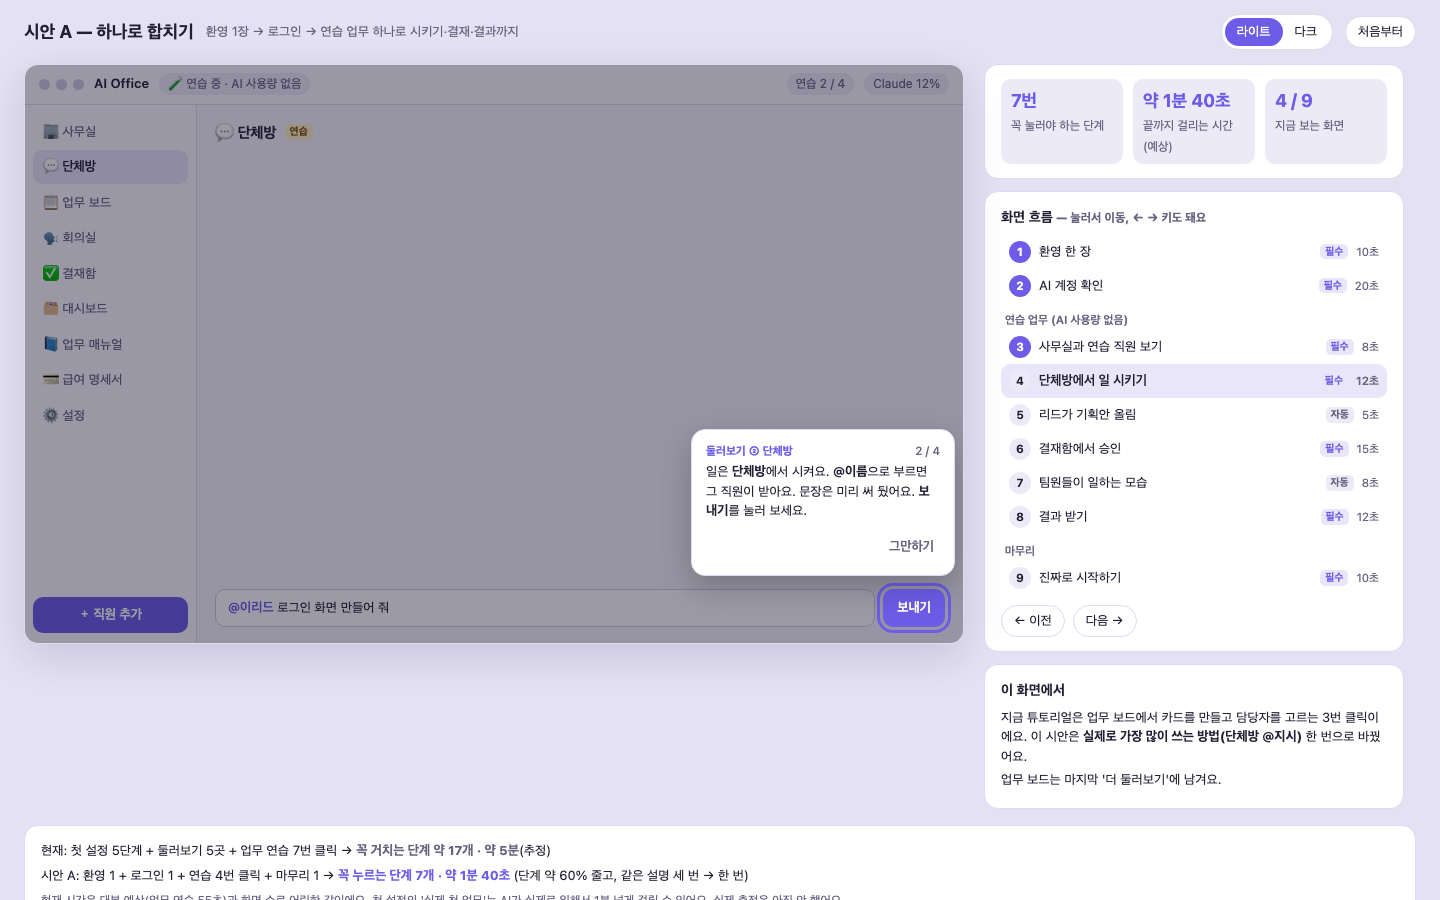 시안 A — 하나로 합치기 환영 1장 → 로그인 → 연습 업무 하나로 시키기·결재·결과까지
라이트 다크 처음부터
AI Office 🧪 연습 중 · AI 사용량 없음 연습 2 / 4 Claude 12%
🏢 사무실
💬 단체방
📋 업무 보드
🗣️ 회의실
✅ 결재함
🗂️ 대시보드
📘 업무 매뉴얼
💳 급여 명세서
⚙️ 설정
+ 직원 추가
💬 단체방 연습
둘러보기 ② 단체방 2 / 4
일은 단체방에서 시켜요. @이름으로 부르면
그 직원이 받아요. 문장은 미리 써 뒀어요. 보
내기를 눌러 보세요.
그만하기
@이리드 로그인 화면 만들어 줘 보내기
7번
꼭 눌러야 하는 단계
약 1분 40초
끝까지 걸리는 시간
(예상)
4 / 9
지금 보는 화면
화면 흐름 — 눌러서 이동, ← → 키도 돼요
1 환영 한 장 필수 10초
2 AI 계정 확인 필수 20초
연습 업무 (AI 사용량 없음)
3 사무실과 연습 직원 보기 필수 8초
4 단체방에서 일 시키기 필수 12초
5 리드가 기획안 올림 자동 5초
6 결재함에서 승인 필수 15초
7 팀원들이 일하는 모습 자동 8초
8 결과 받기 필수 12초
마무리
9 진짜로 시작하기 필수 10초
← 이전 다음 →
이 화면에서
지금 튜토리얼은 업무 보드에서 카드를 만들고 담당자를 고르는 3번 클릭이
에요. 이 시안은 실제로 가장 많이 쓰는 방법(단체방 @지시) 한 번으로 바꿨
어요.
업무 보드는 마지막 '더 둘러보기'에 남겨요.
현재: 첫 설정 5단계 + 둘러보기 5곳 + 업무 연습 7번 클릭 → 꼭 거치는 단계 약 17개 · 약 5분(추정)
시안 A: 환영 1 + 로그인 1 + 연습 4번 클릭 + 마무리 1 → 꼭 누르는 단계 7개 · 약 1분 40초 (단계 약 60% 줄고, 같은 설명 세 번 → 한 번)